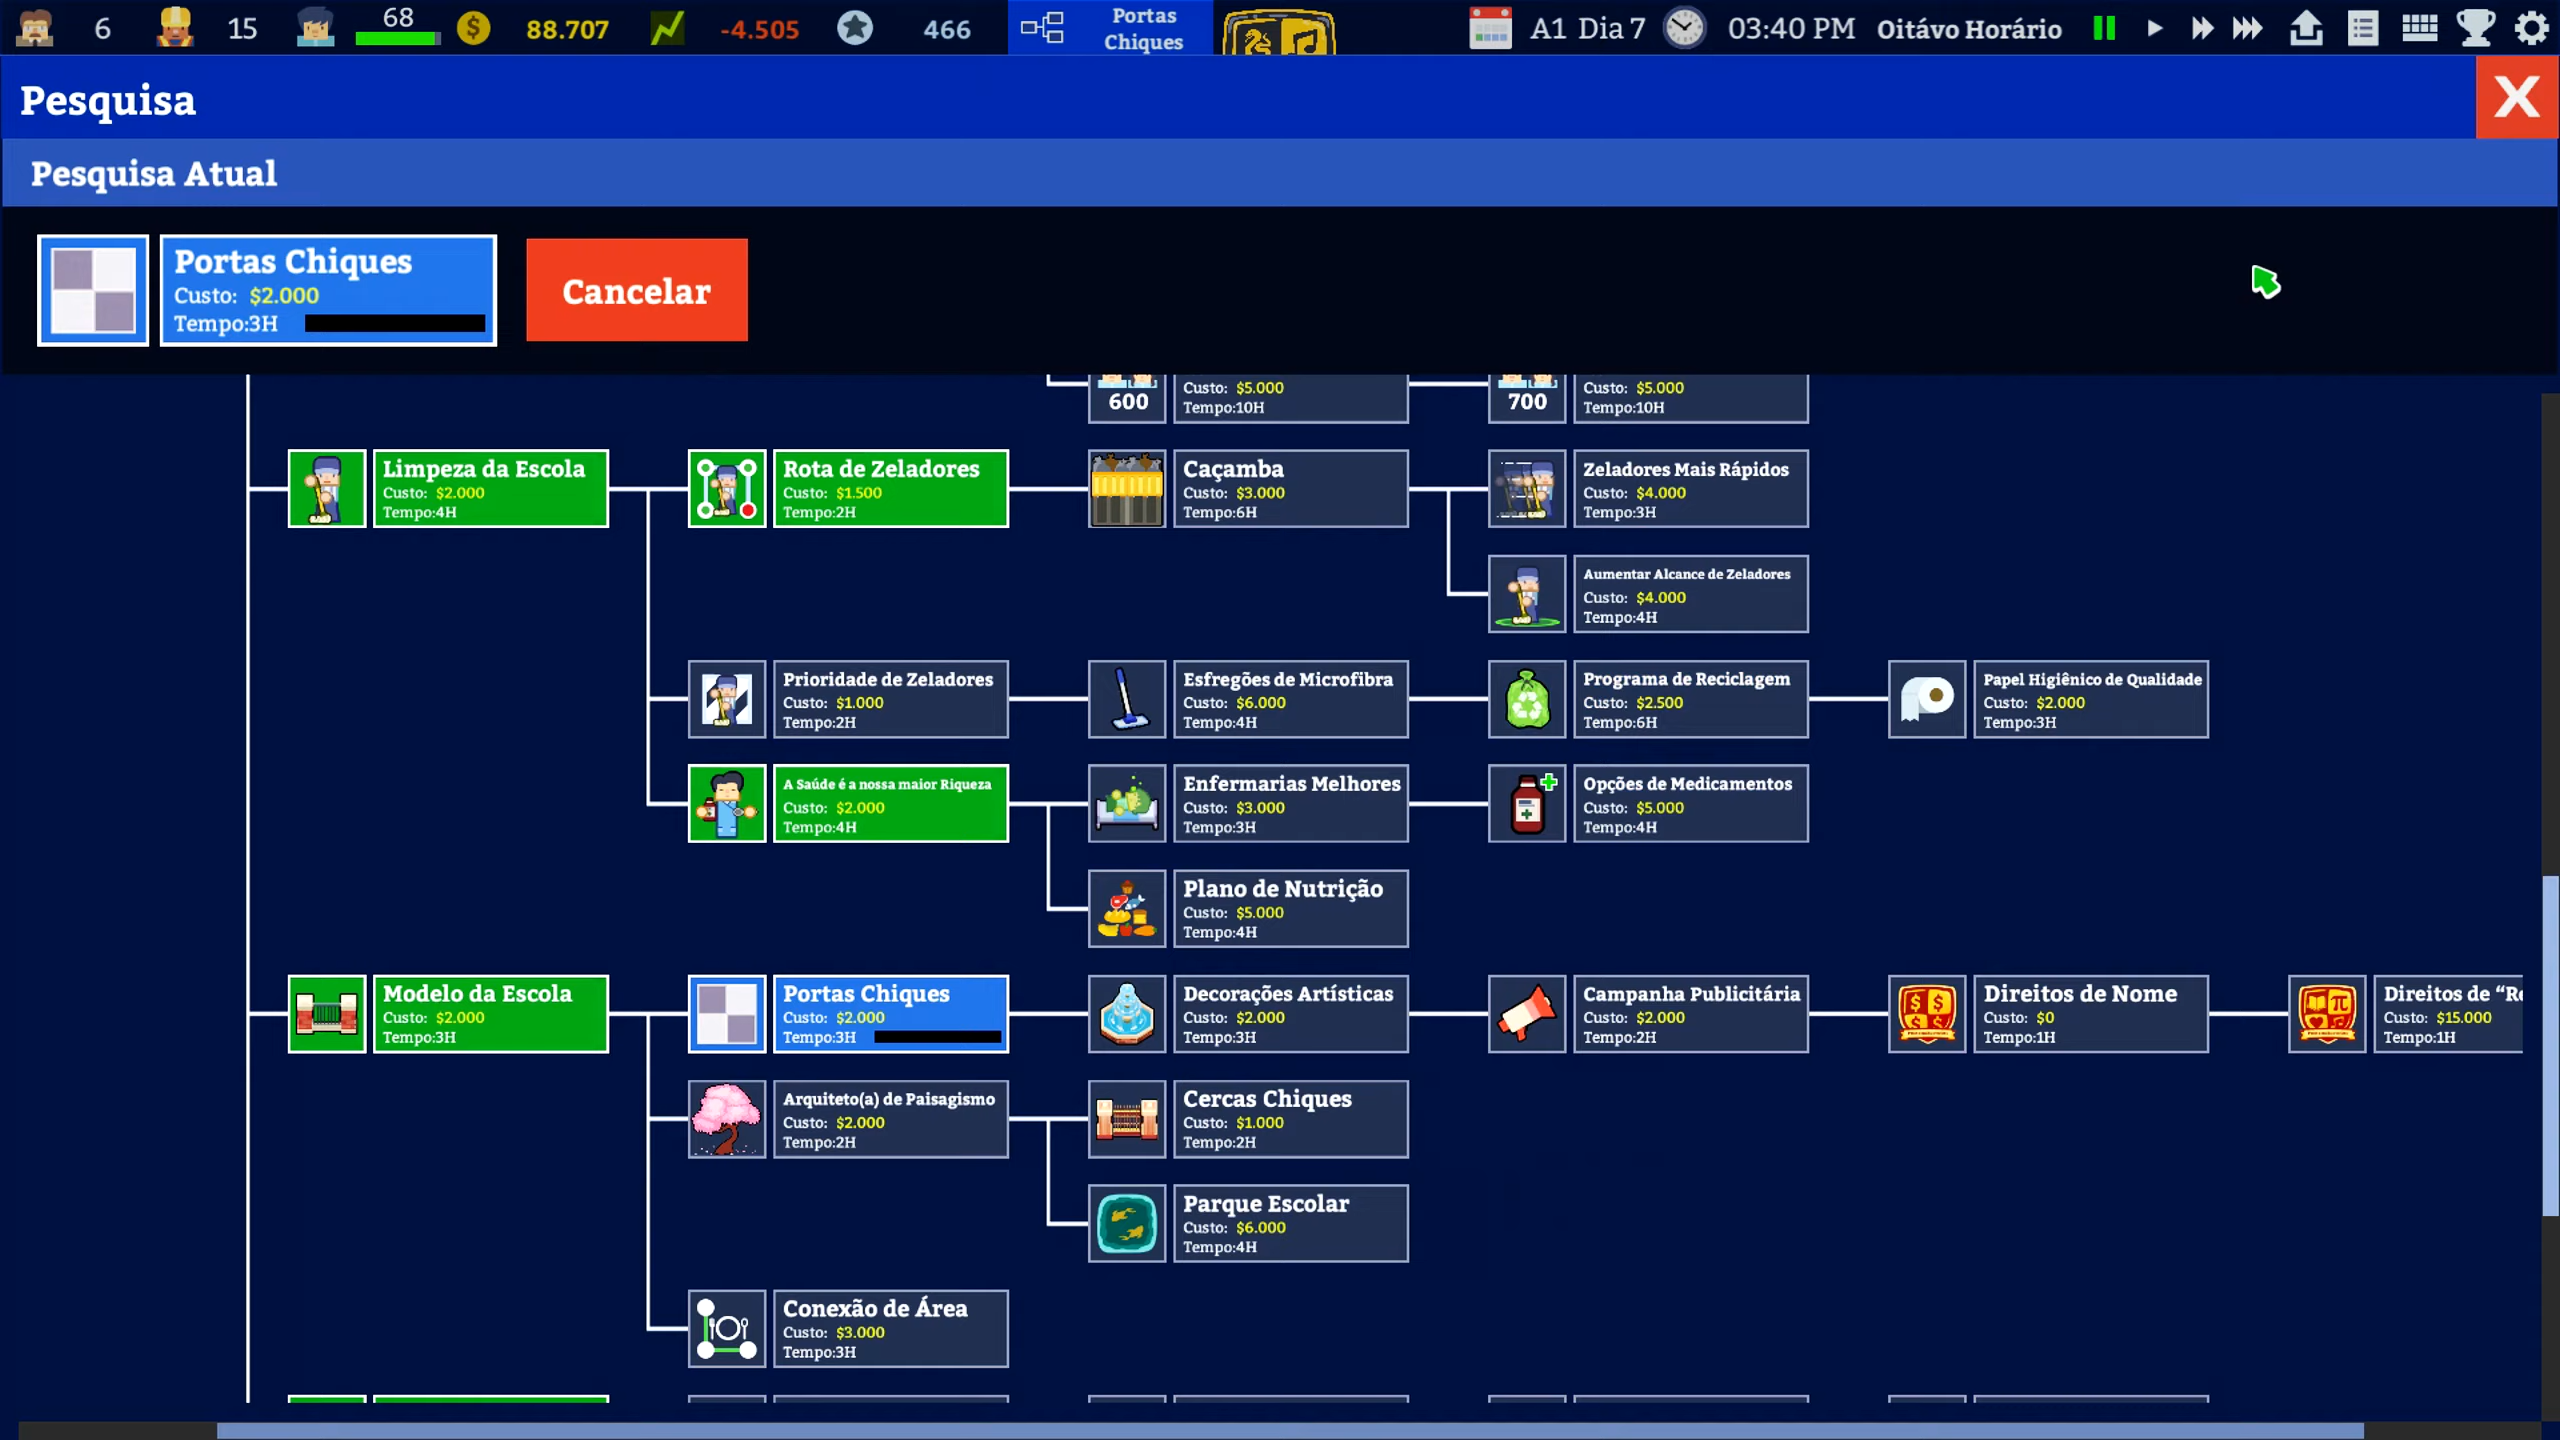 6 15 68 88.707 -4.505 466 Portas Chiques A1 Dia 7 03:40 PM Oitávo Horário
Pesquisa
X
Pesquisa Atual
Portas Chiques
Custo: $2.000
Tempo:3H
Cancelar
600
Custo: $5.000
Tempo:10H
700
Custo: $5.000
Tempo:10H
Limpeza da Escola
Custo: $2.000
Tempo:4H
Rota de Zeladores
Custo: $1.500
Tempo:2H
Caçamba
Custo: $3.000
Tempo:6H
Zeladores Mais Rápidos
Custo: $4.000
Tempo:3H
Aumentar Alcance de Zeladores
Custo: $4.000
Tempo:4H
Prioridade de Zeladores
Custo: $1.000
Tempo:2H
Esfregões de Microfibra
Custo: $6.000
Tempo:4H
Programa de Reciclagem
Custo: $2.500
Tempo:6H
Papel Higiênico de Qualidade
Custo: $2.000
Tempo:3H
A Saúde é a nossa maior Riqueza
Custo: $2.000
Tempo:4H
Enfermarias Melhores
Custo: $3.000
Tempo:3H
Opções de Medicamentos
Custo: $5.000
Tempo:4H
Plano de Nutrição
Custo: $5.000
Tempo:4H
Modelo da Escola
Custo: $2.000
Tempo:3H
Portas Chiques
Custo: $2.000
Tempo:3H
Decorações Artísticas
Custo: $2.000
Tempo:3H
Campanha Publicitária
Custo: $2.000
Tempo:2H
Direitos de Nome
Custo: $0
Tempo:1H
Direitos de “Re
Custo: $15.000
Tempo:1H
Arquiteto(a) de Paisagismo
Custo: $2.000
Tempo:2H
Cercas Chiques
Custo: $1.000
Tempo:2H
Parque Escolar
Custo: $6.000
Tempo:4H
Conexão de Área
Custo: $3.000
Tempo:3H